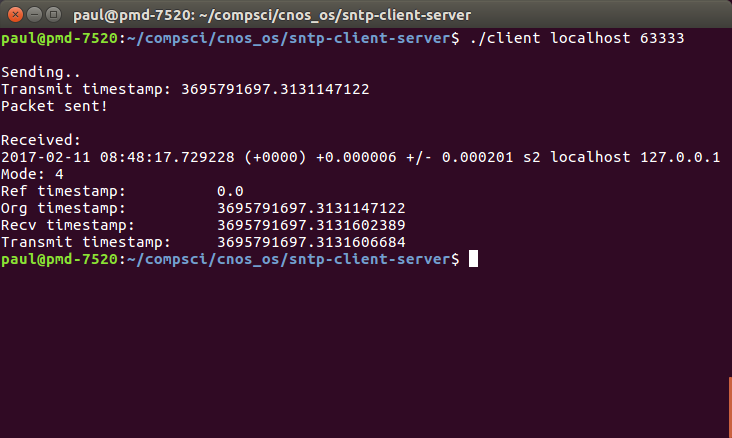 paul@pmd-7520: ~/compsci/cnos_os/sntp-client-server
paul@pmd-7520:~/compsci/cnos_os/sntp-client-server$ ./client localhost 63333
Sending..
Transmit timestamp: 3695791697.3131147122
Packet sent!
Received:
2017-02-11 08:48:17.729228 (+0000) +0.000006 +/- 0.000201 s2 localhost 127.0.0.1
Mode: 4
Ref timestamp:          0.0
Org timestamp:          3695791697.3131147122
Recv timestamp:         3695791697.3131602389
Transmit timestamp:     3695791697.3131606684
paul@pmd-7520:~/compsci/cnos_os/sntp-client-server$